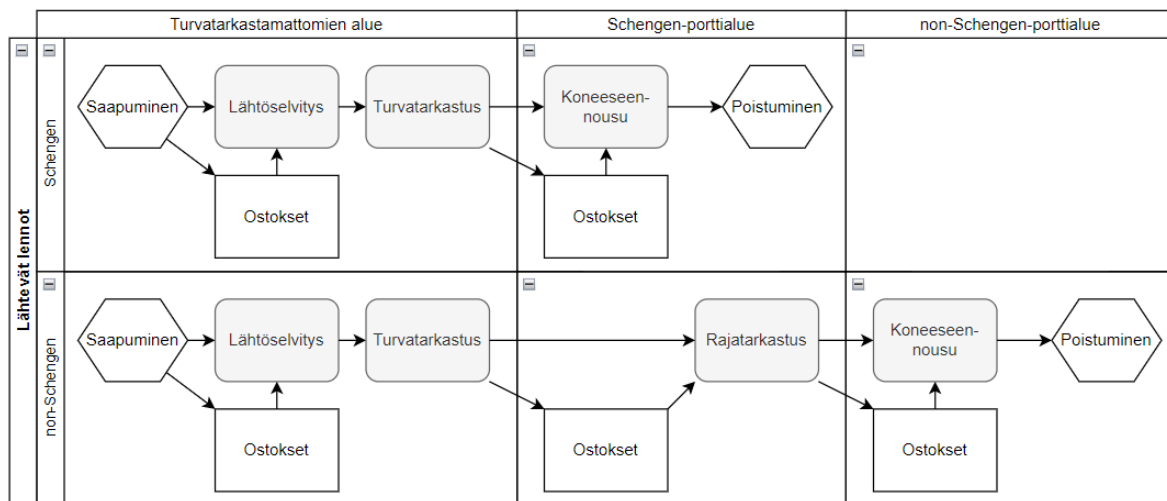 Turvatarkastamattomien alue
Schengen-porttialue
non-Schengen-porttialue
Lähtevät lennot
Schengen
Saapuminen
Lähtöselvitys
Turvatarkastus
Koneeseen-
nousu
Poistuminen
Ostokset
Ostokset
non-Schengen
Saapuminen
Lähtöselvitys
Turvatarkastus
Rajatarkastus
Koneeseen-
nousu
Poistuminen
Ostokset
Ostokset
Ostokset